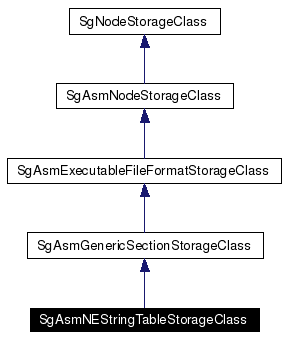 SgNodeStorageClass
SgAsmNodeStorageClass
SgAsmExecutableFileFormatStorageClass
SgAsmGenericSectionStorageClass
SgAsmNEStringTableStorageClass